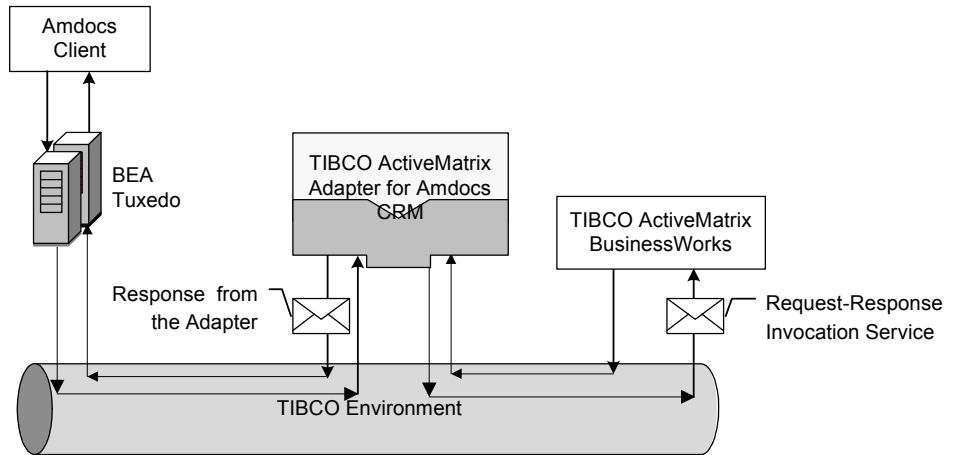 Amdocs
Client
BEA
Tuxedo
TIBCO ActiveMatrix
Adapter for Amdocs
CRM
TIBCO ActiveMatrix
BusinessWorks
Response from
the Adapter
Request-Response
Invocation Service
TIBCO Environment